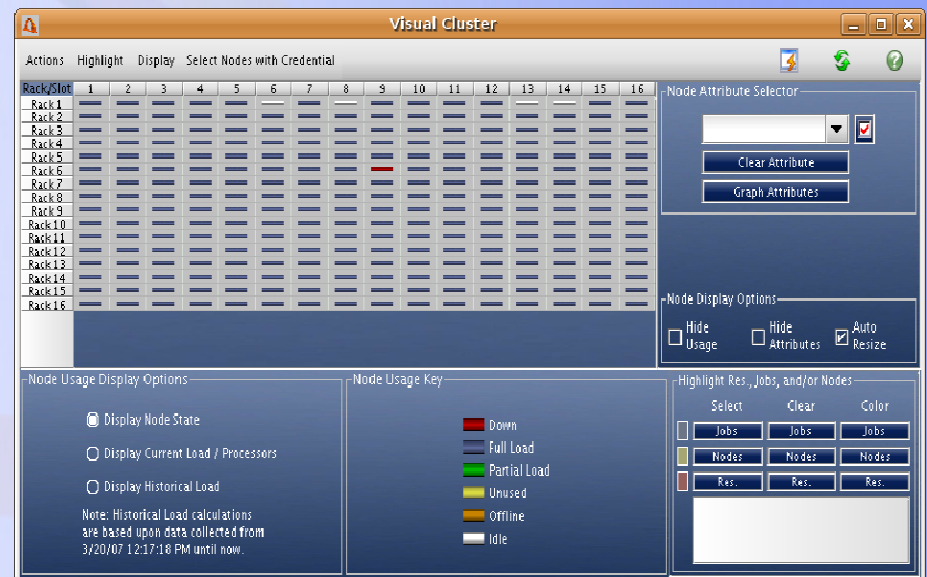 Visual Cluster
Actions Highlight Display Select Nodes with Credential
Rack/Slot 1 2 3 4 5 6 7 8 9 10 11 12 13 14 15 16
Rack 1
Rack 2
Rack 3
Rack 4
Rack 5
Rack 6
Rack 7
Rack 8
Rack 9
Rack 10
Rack 11
Rack 12
Rack 13
Rack 14
Rack 15
Rack 16
Node Attribute Selector
Clear Attribute
Graph Attributes
Node Display Options
Hide Usage
Hide Attributes
Auto Resize
Node Usage Display Options
Display Node State
Display Current Load / Processors
Display Historical Load
Note: Historical Load calculations
are based upon data collected from
3/20/07 12:17:18 PM until now.
Node Usage Key
Down
Full Load
Partial Load
Unused
Offline
Idle
Highlight Res., Jobs, and/or Nodes
Select Clear Color
Jobs Jobs Jobs
Nodes Nodes Nodes
Res. Res. Res.